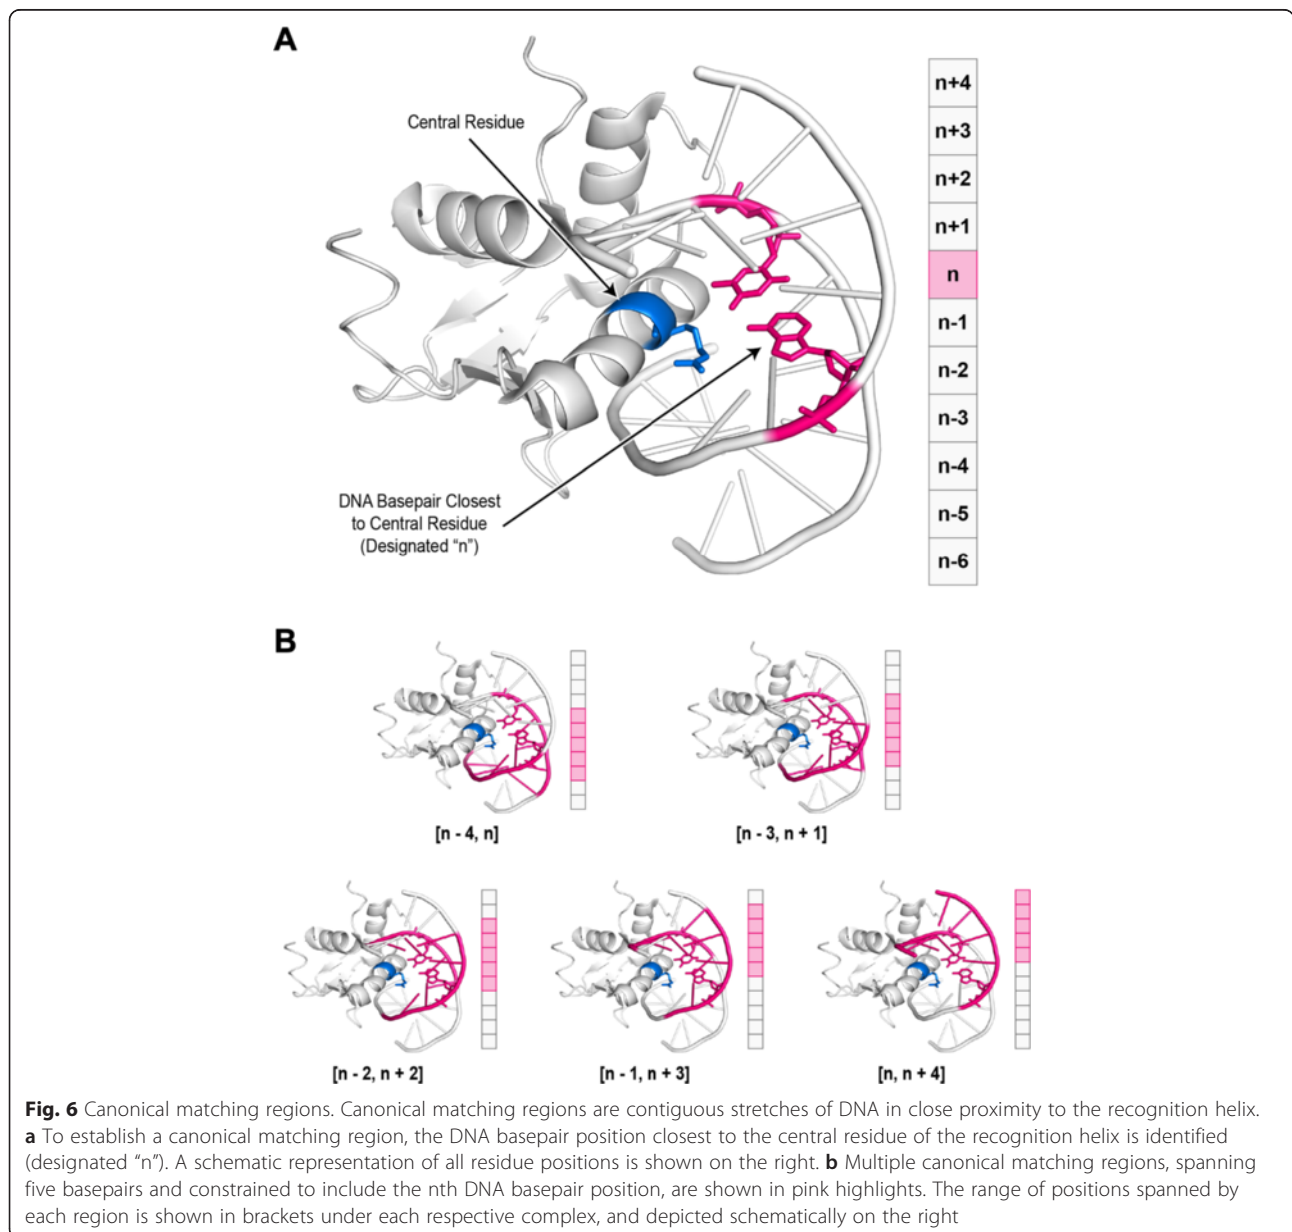 A
Central Residue
DNA Basepair Closest
to Central Residue
(Designated “n”)
n+4
n+3
n+2
n+1
n
n-1
n-2
n-3
n-4
n-5
n-6
B
[n - 4, n]
[n - 3, n + 1]
[n - 2, n + 2]
[n - 1, n + 3]
[n, n + 4]
Fig. 6 Canonical matching regions. Canonical matching regions are contiguous stretches of DNA in close proximity to the recognition helix.
a To establish a canonical matching region, the DNA basepair position closest to the central residue of the recognition helix is identified
(designated “n”). A schematic representation of all residue positions is shown on the right. b Multiple canonical matching regions, spanning
five basepairs and constrained to include the nth DNA basepair position, are shown in pink highlights. The range of positions spanned by
each region is shown in brackets under each respective complex, and depicted schematically on the right